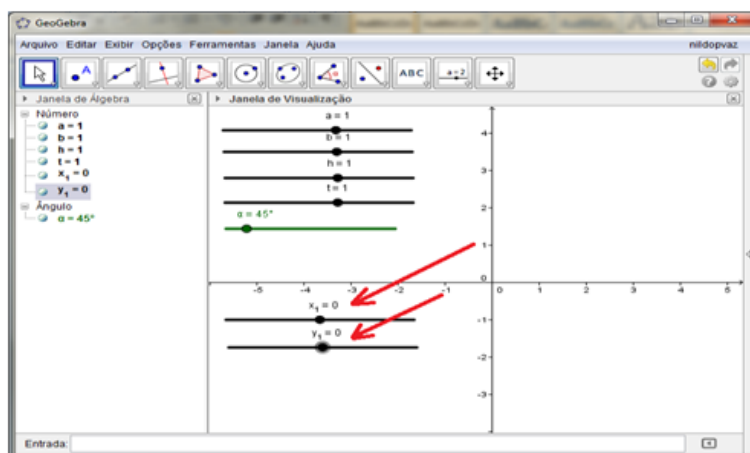 GeoGebra
Arquivo Editar Exibir Opções Ferramentas Janela Ajuda nildopvaz
A ABC a=2
Janela de Álgebra
Número
a = 1
b = 1
h = 1
t = 1
x₁ = 0
y₁ = 0
Ângulo
α = 45°
Janela de Visualização
a = 1
b = 1
h = 1
t = 1
α = 45°
4
3
2
1
0
-5 -4 -3 -2 -1 0 1 2 3 4 5
x₁ = 0
y₁ = 0
-1
-2
-3
Entrada: